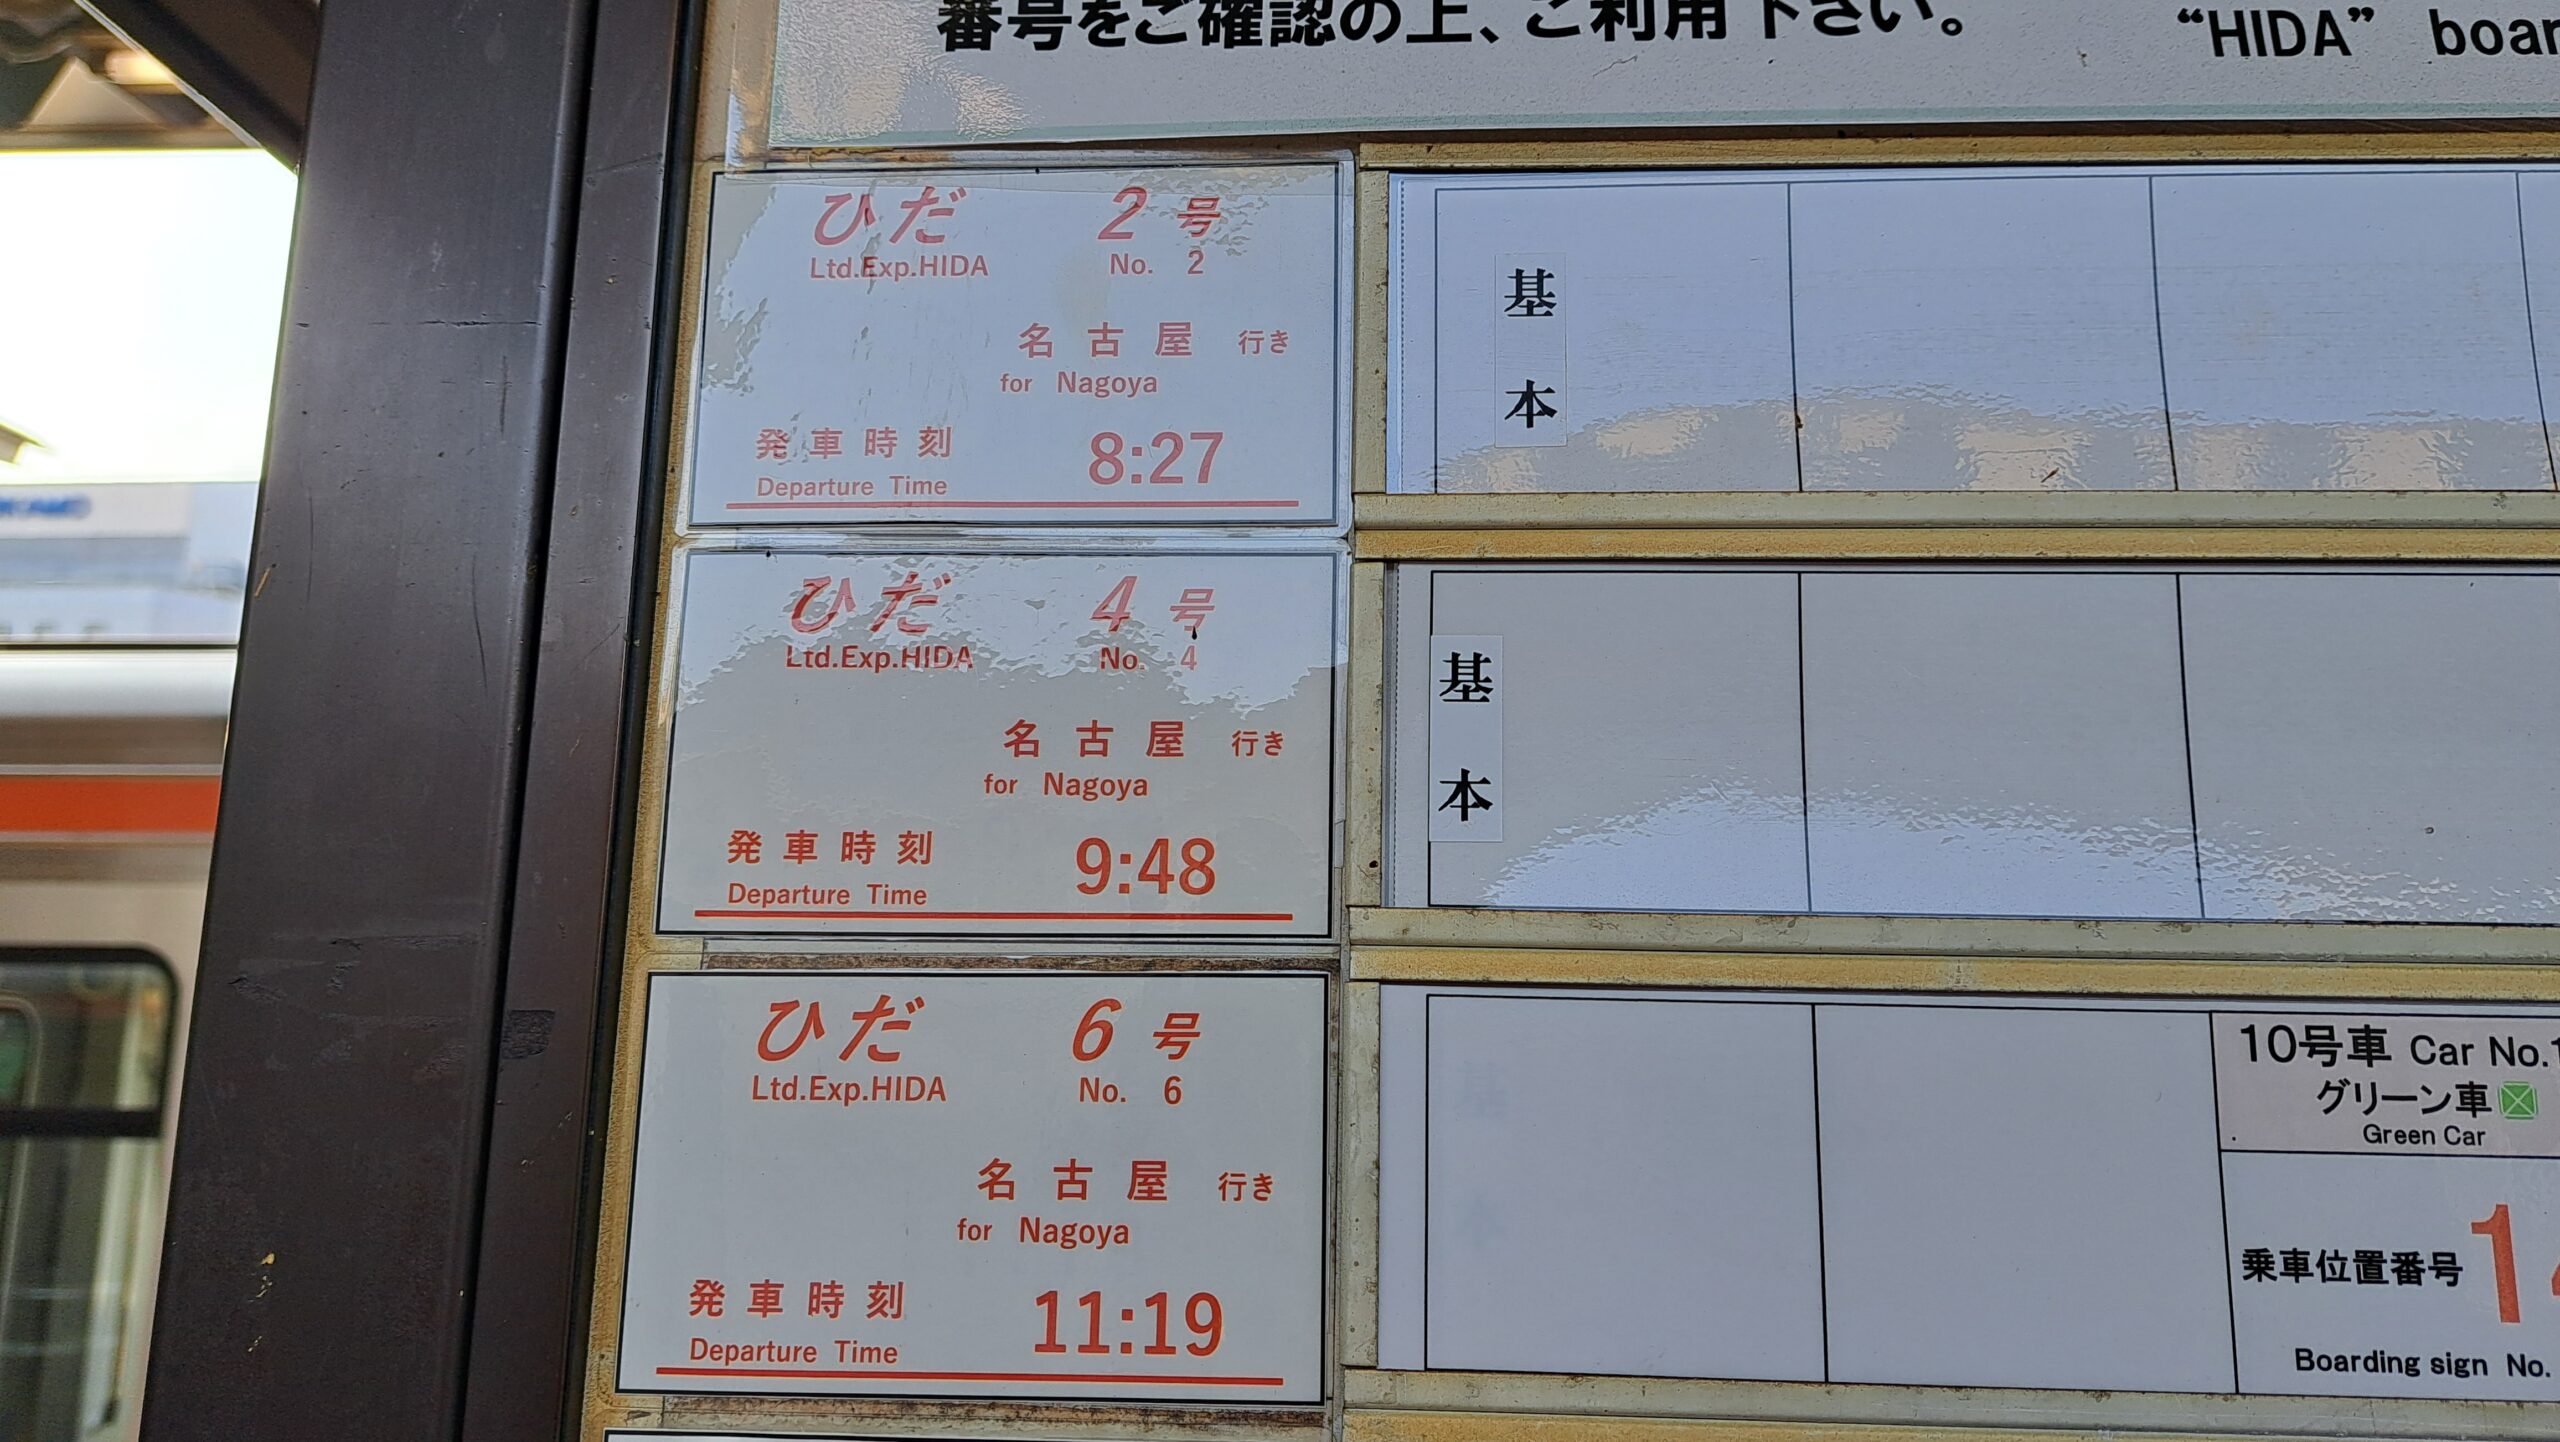 番号をご確認の上、ご利用下さい。
“HIDA”
ひだ 2号
Ltd.Exp.HIDA No. 2
名古屋 行き
for Nagoya
発車時刻 8:27
Departure Time
基本
ひだ 4号
Ltd.Exp.HIDA No. 4
名古屋 行き
for Nagoya
発車時刻 9:48
Departure Time
基本
ひだ 6号
Ltd.Exp.HIDA No. 6
名古屋 行き
for Nagoya
発車時刻 11:19
Departure Time
10号車 Car No.
グリーン車
Green Car
乗車位置番号
Boarding sign No.